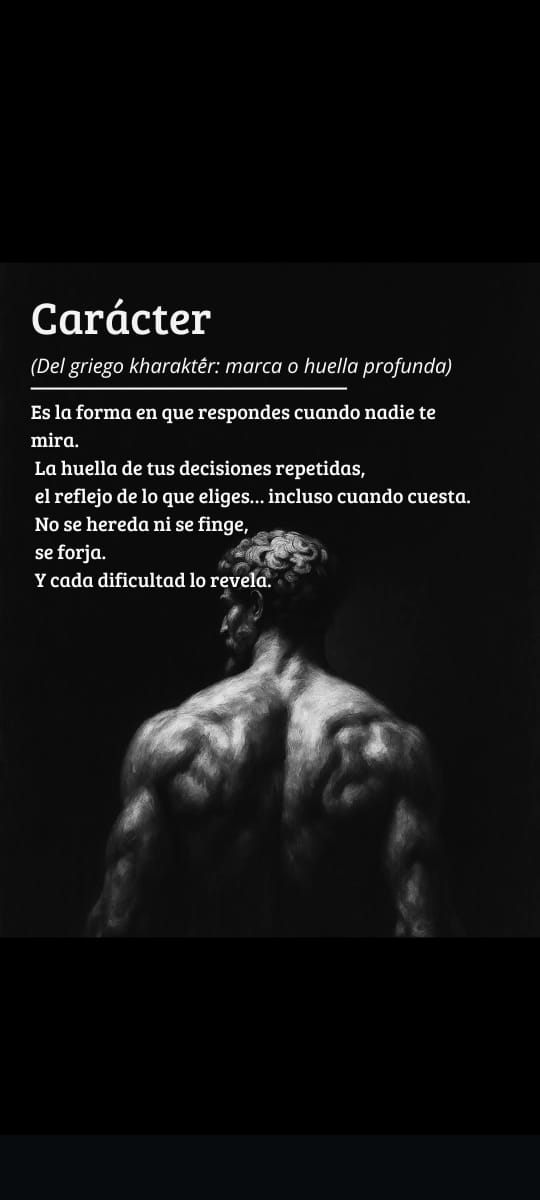 Carácter
(Del griego kharaktḗr: marca o huella profunda)
Es la forma en que respondes cuando nadie te
mira.
La huella de tus decisiones repetidas,
el reflejo de lo que eliges... incluso cuando cuesta.
No se hereda ni se finge,
se forja.
Y cada dificultad lo revela.